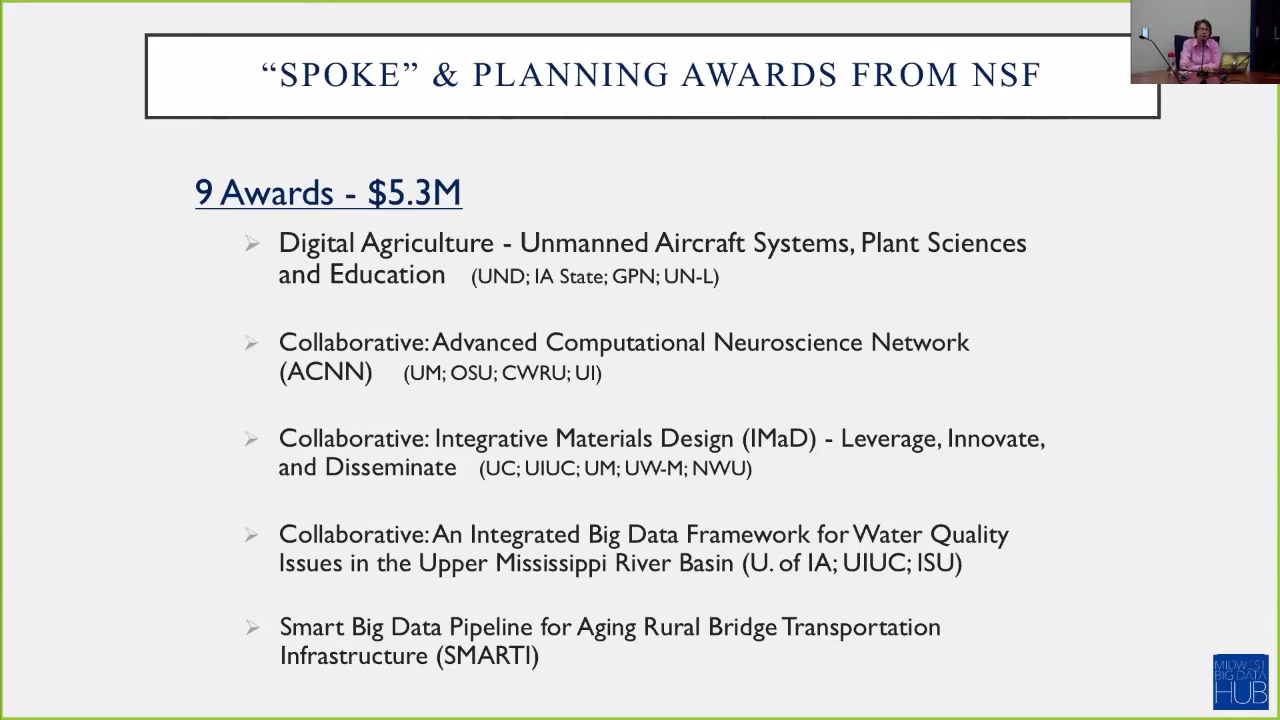 “SPOKE” & PLANNING AWARDS FROM NSF
9 Awards - $5.3M
Digital Agriculture - Unmanned Aircraft Systems, Plant Sciences
and Education (UND; IA State; GPN; UN-L)
Collaborative: Advanced Computational Neuroscience Network
(ACNN) (UM; OSU; CWRU; UI)
Collaborative: Integrative Materials Design (IMaD) - Leverage, Innovate,
and Disseminate (UC; UIUC; UM; UW-M; NWU)
Collaborative: An Integrated Big Data Framework for Water Quality
Issues in the Upper Mississippi River Basin (U. of IA; UIUC; ISU)
Smart Big Data Pipeline for Aging Rural Bridge Transportation
Infrastructure (SMARTI)
MIDWEST
BIG DATA
HUB